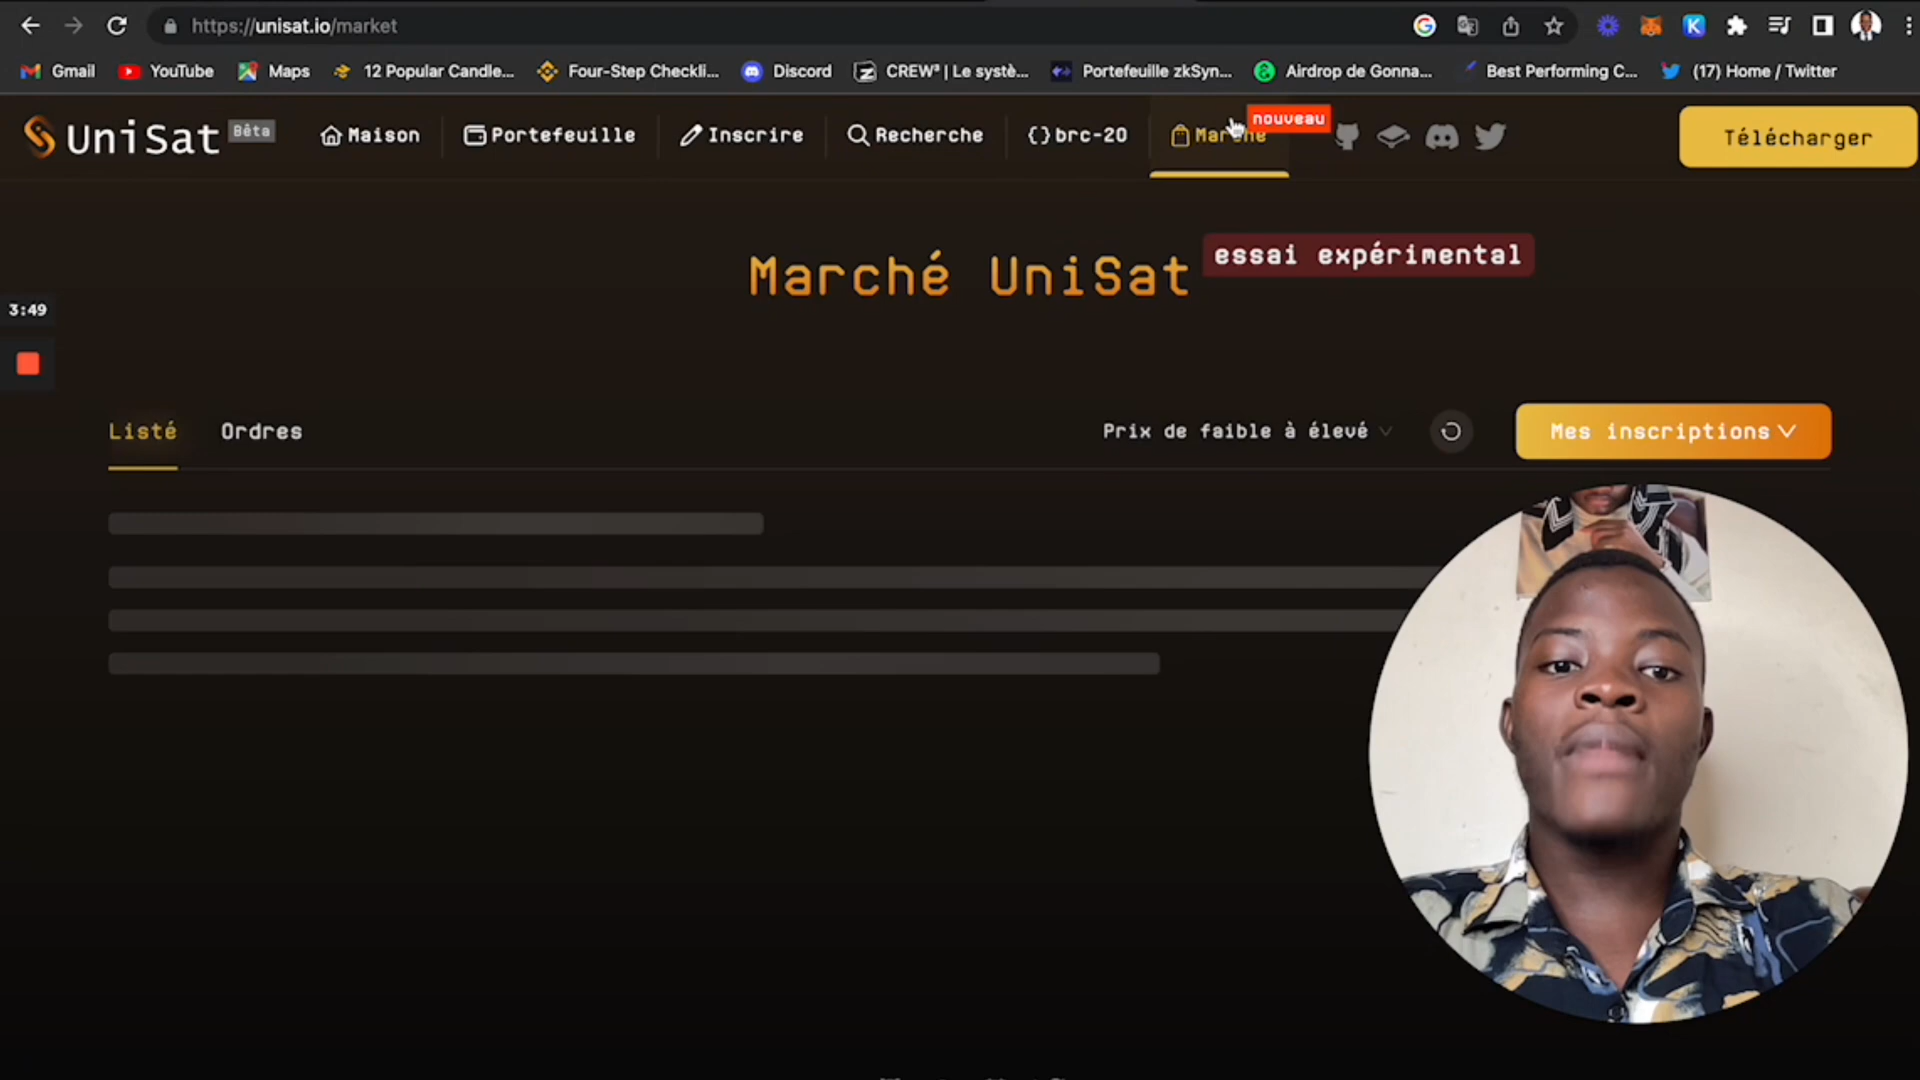 https://unisat.io/market
Gmail YouTube Maps 12 Popular Candle... Four-Step Checkli... Discord CREW³ | Le systè... Portefeuille zkSyn... Airdrop de Gonna... Best Performing C... (17) Home / Twitter
UniSat Bêta Maison Portefeuille Inscrire Recherche {}brc-20 Marché nouveau Télécharger
Marché UniSat essai expérimental
3:49
Listé Ordres Prix de faible à élevé Mes inscriptions